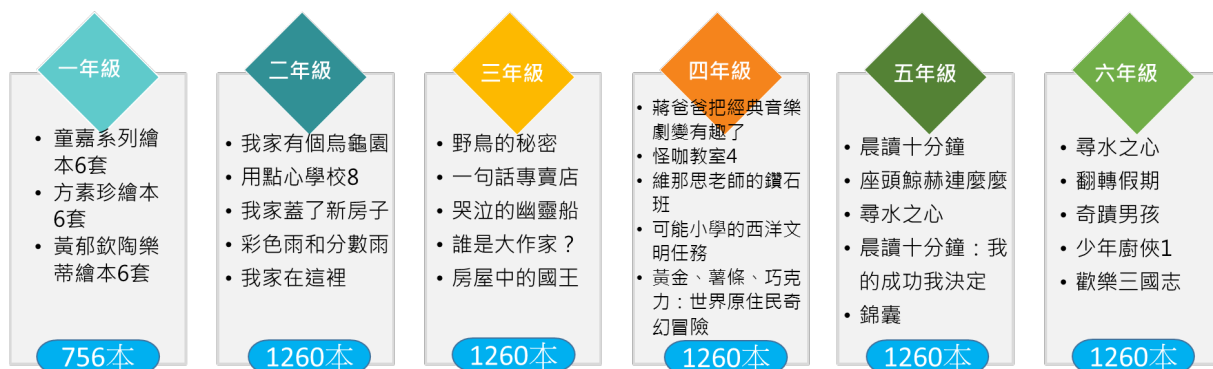 一年級
• 童嘉系列繪
本6套
• 方素珍繪本
6套
• 黃郁欽陶樂
蒂繪本6套
756本
二年級
• 我家有個烏龜園
• 用點心學校8
• 我家蓋了新房子
• 彩色雨和分數雨
• 我家在這裡
1260本
三年級
• 野鳥的秘密
• 一句話專賣店
• 哭泣的幽靈船
• 誰是大作家？
• 房屋中的國王
1260本
四年級
• 蔣爸爸把經典音樂
劇變有趣了
• 怪咖教室4
• 維那思老師的鑽石
班
• 可能小學的西洋文
明任務
• 黃金、薯條、巧克
力：世界原住民奇
幻冒險
1260本
五年級
• 晨讀十分鐘
• 座頭鯨赫連麼麼
• 尋水之心
• 晨讀十分鐘：我
的成功我決定
• 錦囊
1260本
六年級
• 尋水之心
• 翻轉假期
• 奇蹟男孩
• 少年廚俠1
• 歡樂三國志
1260本